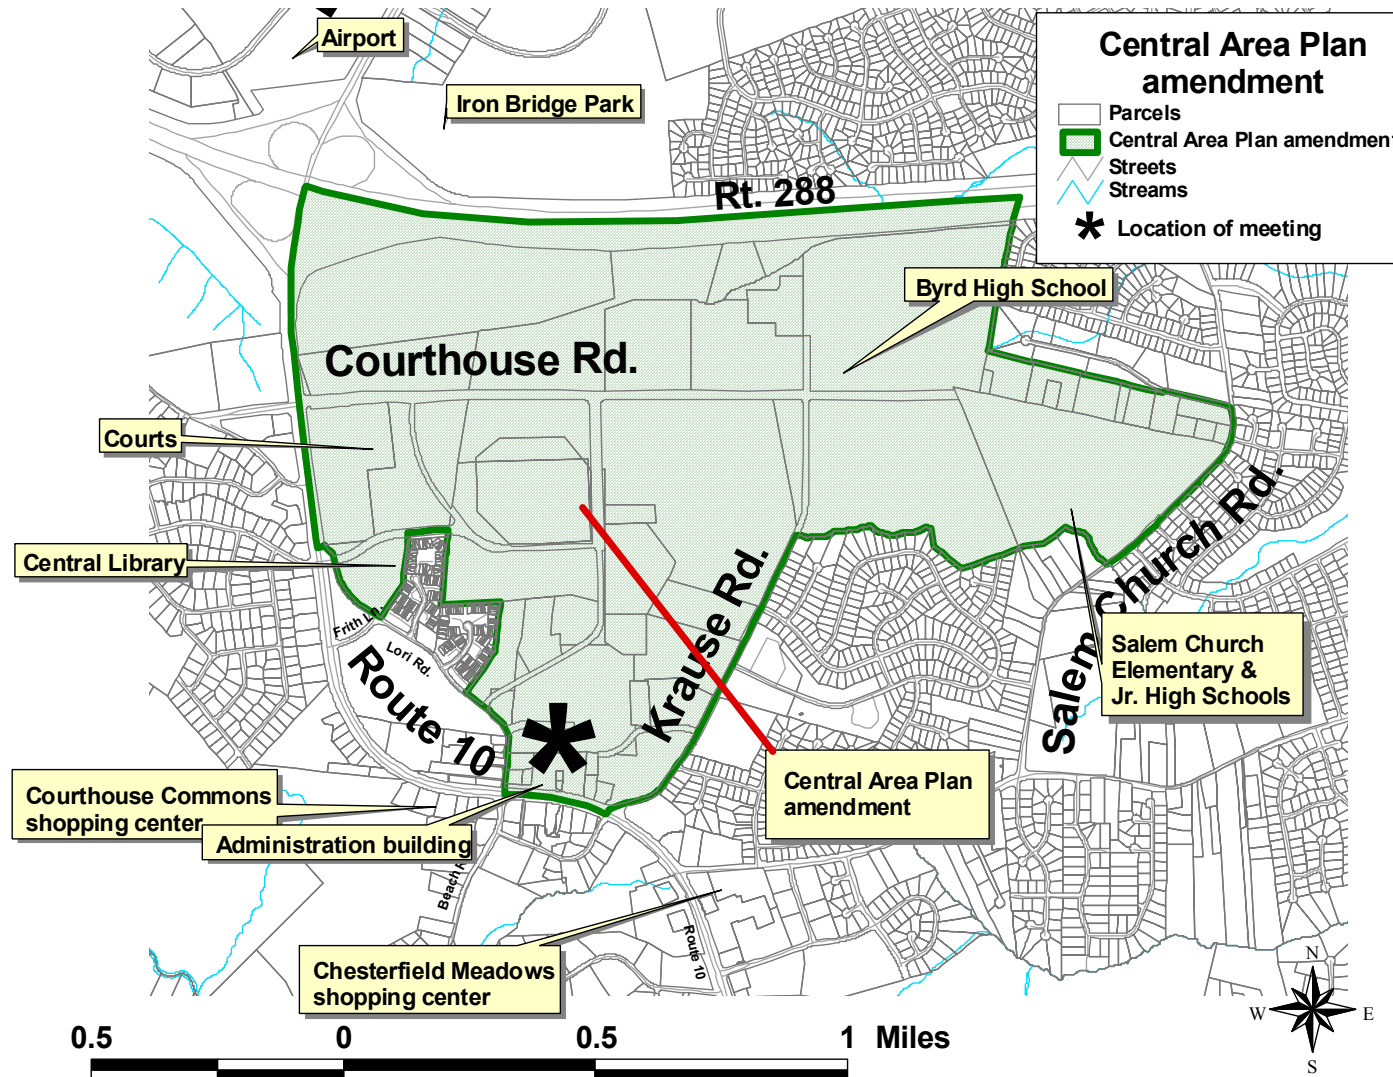 Airport
Iron Bridge Park
Central Area Plan
amendment
Parcels
Central Area Plan amendment
Streets
Streams
* Location of meeting
Rt. 288
Byrd High School
Courthouse Rd.
Courts
Central Library
Frith Ln.
Lori Rd.
Route 10
*
Krause Rd.
Salem Church Rd.
Salem Church
Elementary &
Jr. High Schools
Central Area Plan
amendment
Courthouse Commons
shopping center
Administration building
Beach R
Route 10
Chesterfield Meadows
shopping center
N
W E
S
0.5 0 0.5 1 Miles